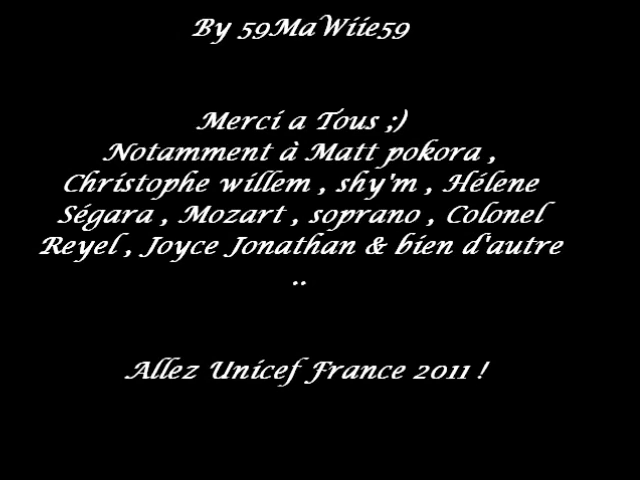 By 59MaWiie59
Merci a Tous ;)
Notamment à Matt pokora ,
Christophe willem , shy'm , Hélene
Ségara , Mozart , soprano , Colonel
Reyel , Joyce Jonathan & bien d'autre
..
Allez Unicef France 2011 !